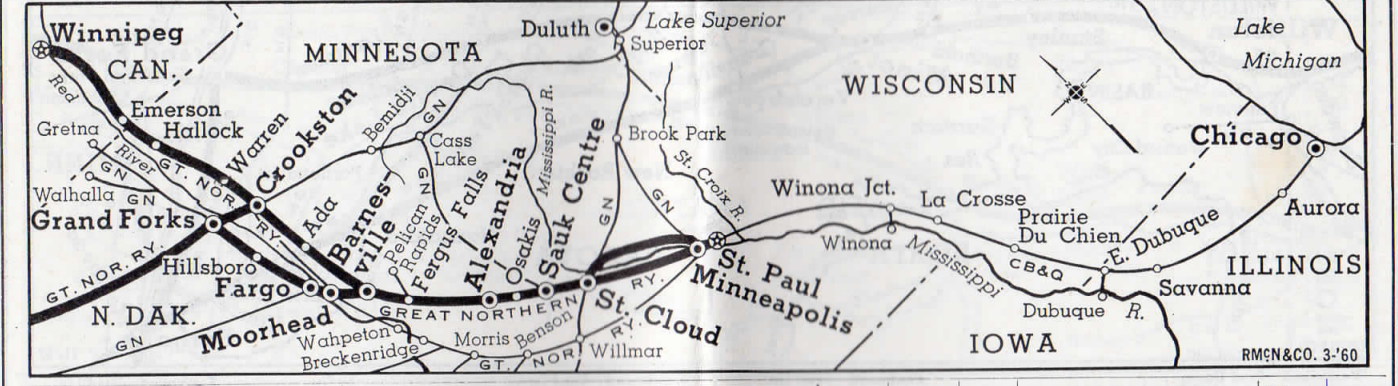 Winnipeg
CAN.
Red
River
Emerson
Hallock
Gretna
GN
Walhalla
GN
Warren
GT. NOR.
RY.
Crookston
Grand Forks
GT. NOR. RY.
Hillsboro
Fargo
N. DAK.
GN
Moorhead
Ada
Barnes-
ville
MINNESOTA
Bemidji
GN
Cass
Lake
GN
Pelican
Rapids
Fergus Falls
Alexandria
Osakis
Sauk Centre
Mississippi R.
GREAT NORTHERN
RY.
Wahpeton
Breckenridge
Morris
Benson
GT. NOR.
RY.
Willmar
St. Cloud
Duluth
Lake Superior
Superior
Brook Park
GN
GN
St. Croix R.
St. Paul
Minneapolis
WISCONSIN
Winona Jct.
Winona
La Crosse
Mississippi
R.
Prairie
Du Chien
CB&Q
E. Dubuque
Dubuque
Savanna
IOWA
ILLINOIS
Aurora
Chicago
Lake
Michigan
RMCN&CO. 3-'60